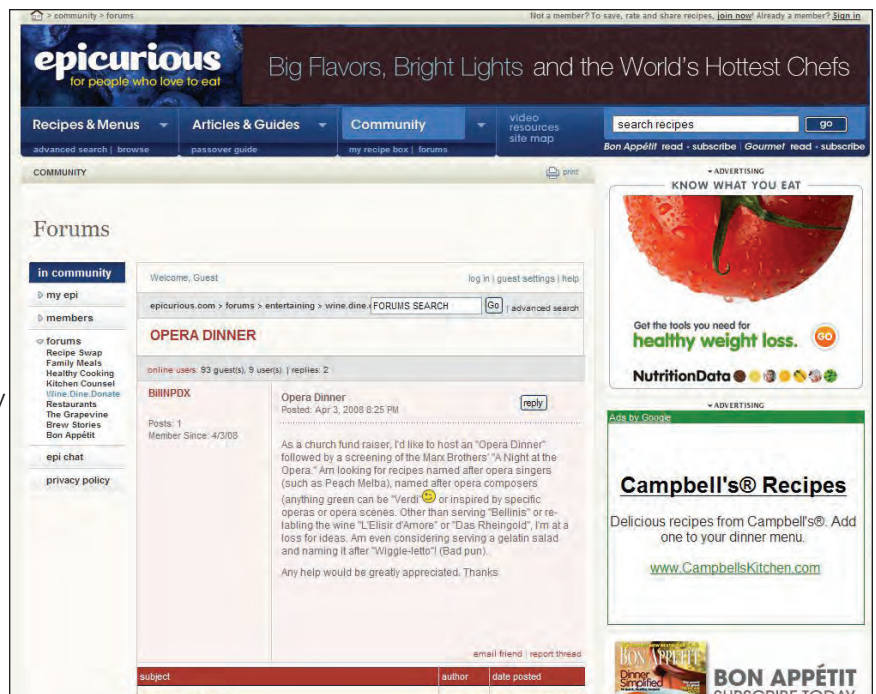 > community > forums
Not a member? To save, rate and share recipes, join now! Already a member? Sign in
epicurious
for people who love to eat
Big Flavors, Bright Lights and the World's Hottest Chefs
Recipes & Menus
Articles & Guides
Community
video
resources
site map
search recipes
go
advanced search | browse
passover guide
my recipe box | forums
Bon Appétit read - subscribe | Gourmet read - subscribe
COMMUNITY
print
Forums
in community
my epi
members
forums
Recipe Swap
Family Meals
Healthy Cooking
Kitchen Counsel
Wine.Dine.Donate
Restaurants
The Grapevine
Brew Stories
Bon Appétit
epi chat
privacy policy
Welcome, Guest
log in | guest settings | help
epicurious.com > forums > entertaining > wine.dine.
FORUMS SEARCH
Go
| advanced search
OPERA DINNER
online users: 93 guest(s), 9 user(s). | replies: 2
BillNPDX
Posts: 1
Member Since: 4/3/08
Opera Dinner
Posted: Apr 3, 2008 8:25 PM
reply
As a church fund raiser, I'd like to host an "Opera Dinner"
followed by a screening of the Marx Brothers' "A Night at the
Opera." Am looking for recipes named after opera singers
(such as Peach Melba), named after opera composers
(anything green can be "Verdi" or inspired by specific
operas or opera scenes. Other than serving "Bellinis" or re-
labling the wine "L'Elisir d'Amore" or "Das Rheingold", I'm at a
loss for ideas. Am even considering serving a gelatin salad
and naming it after "Wiggle-letto"! (Bad pun).
Any help would be greatly appreciated. Thanks
email friend | report thread
subject
author
date posted
ADVERTISING
KNOW WHAT YOU EAT
Get the tools you need for
healthy weight loss.
GO
NutritionData
ADVERTISING
Ads by Google
Campbell's® Recipes
Delicious recipes from Campbell's®. Add
one to your dinner menu.
www.CampbellsKitchen.com
BON APPÉTIT
Dinner
Simplified
BON APPÉTIT
SUBSCRIBE TODAY